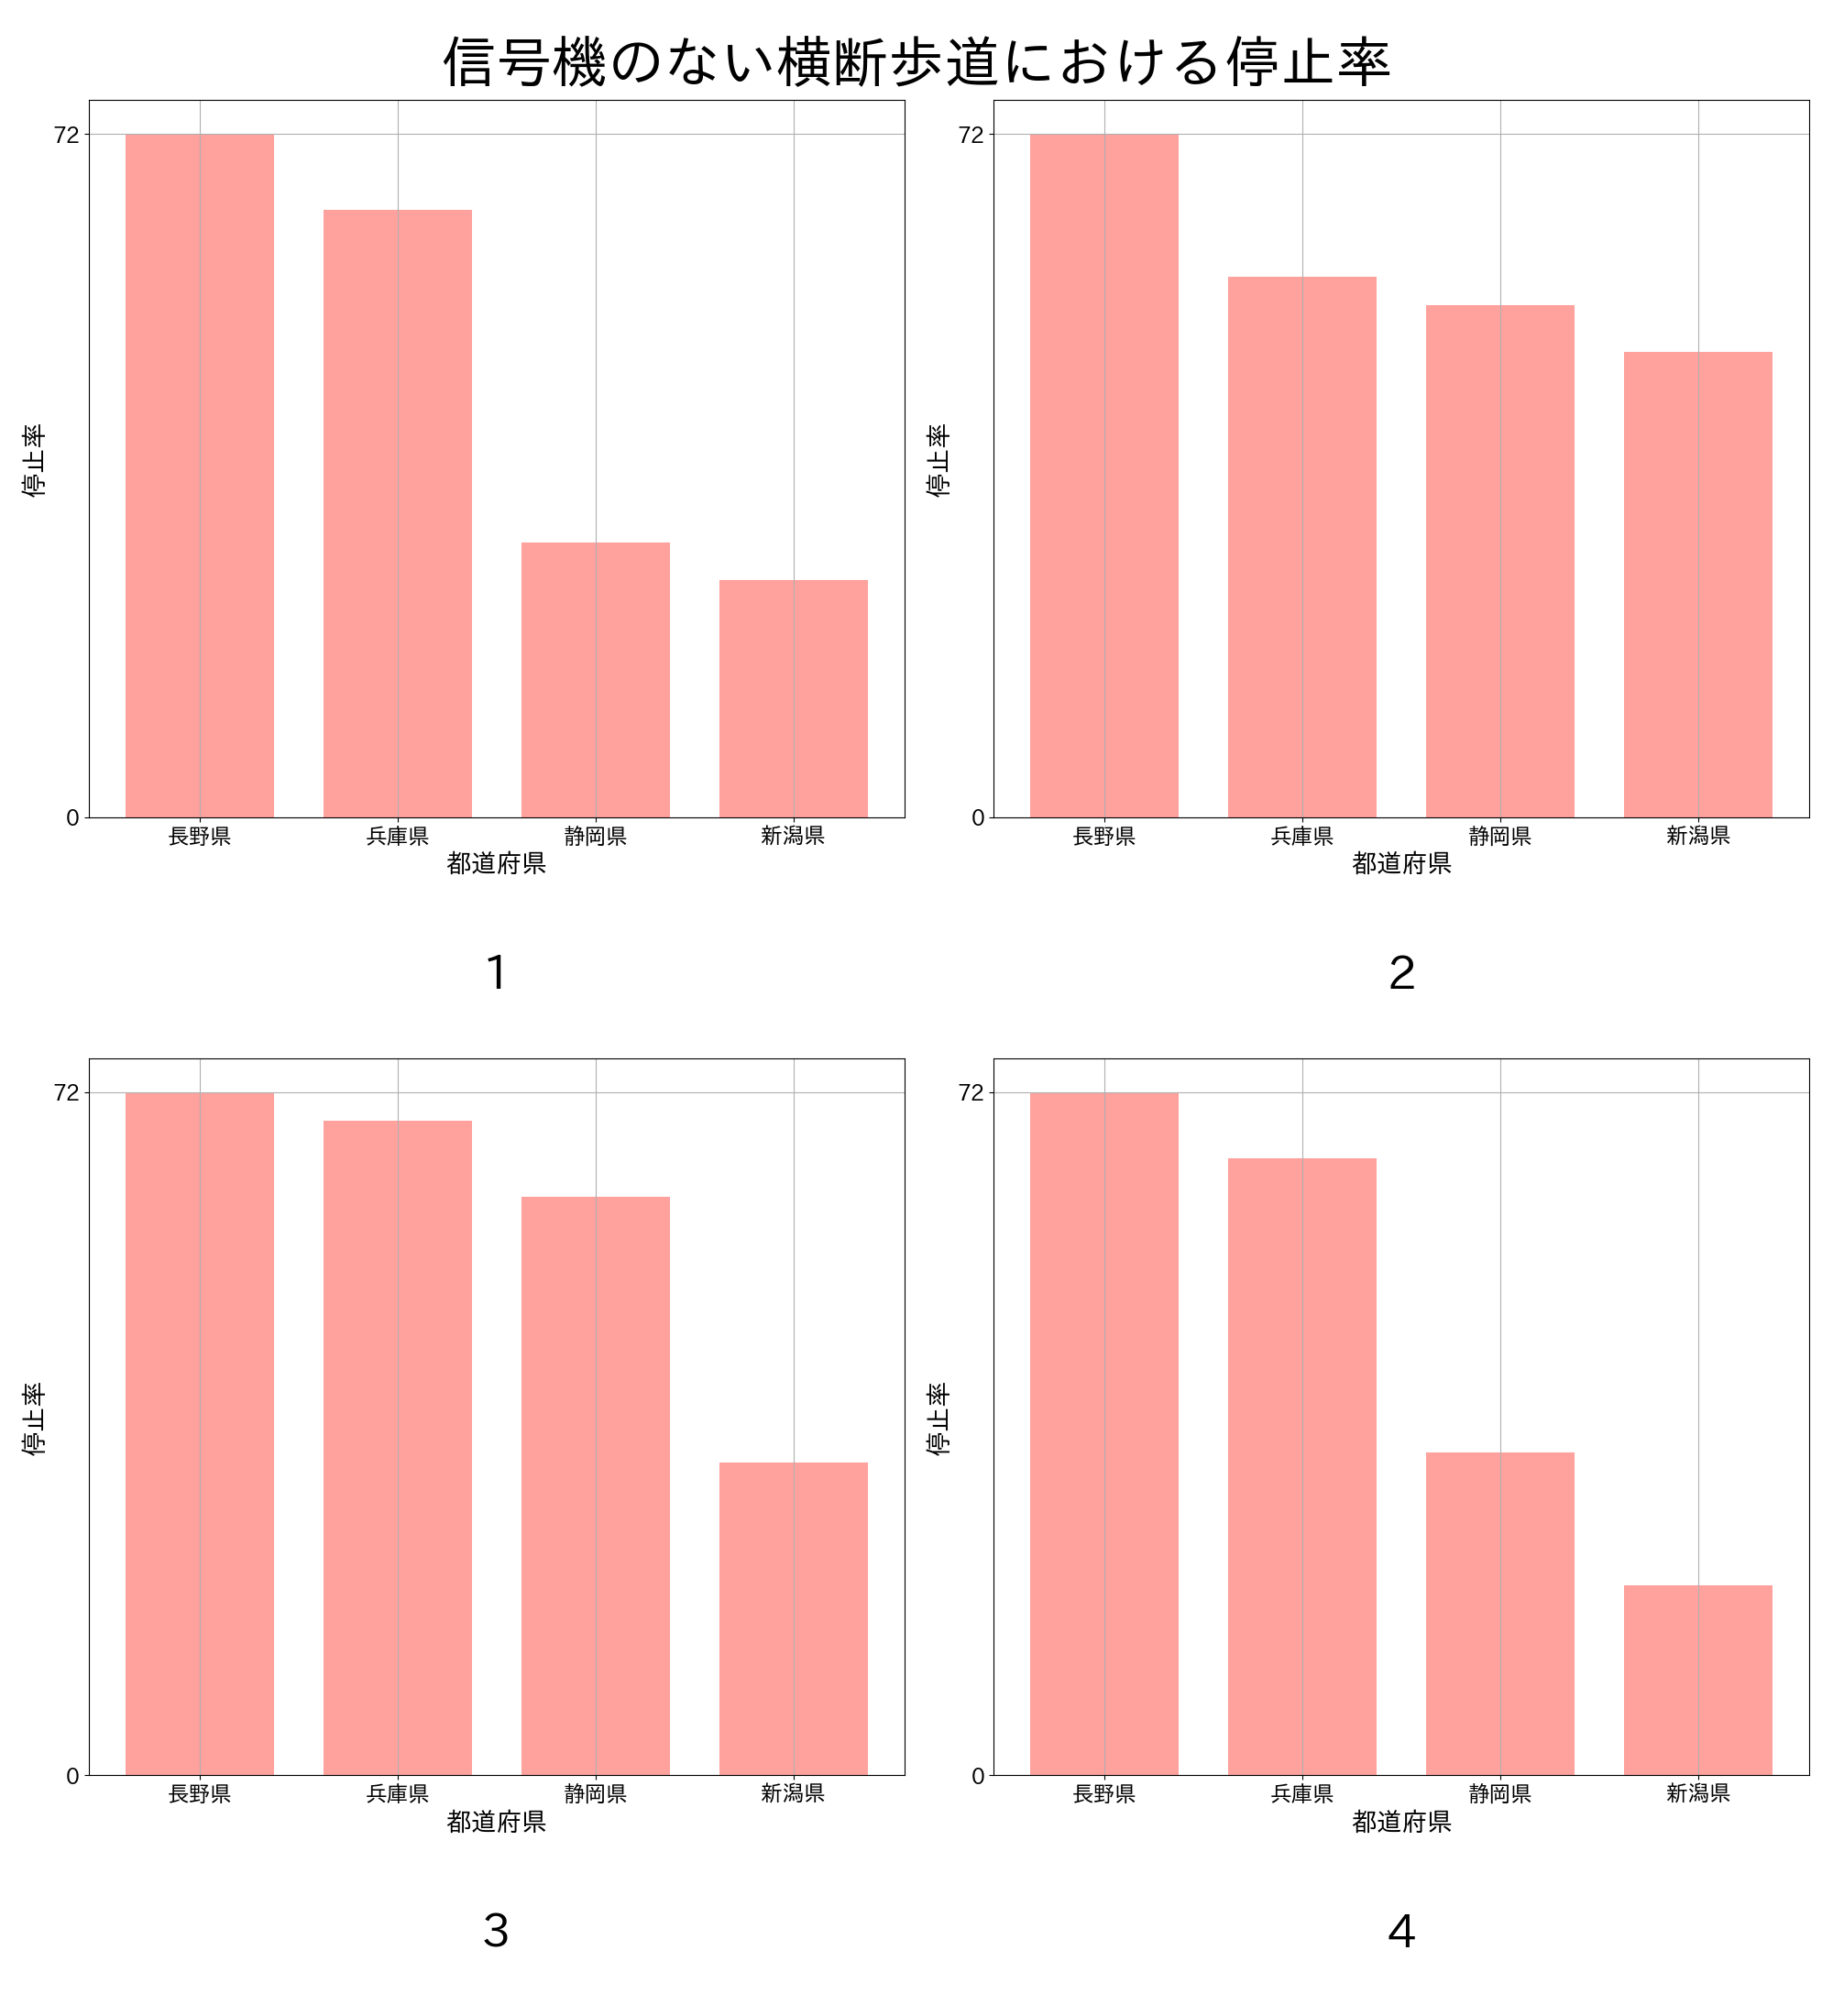 信号機のない横断歩道における停止率
72
0
停止率
長野県 兵庫県 静岡県 新潟県
都道府県
1
72
0
停止率
長野県 兵庫県 静岡県 新潟県
都道府県
2
72
0
停止率
長野県 兵庫県 静岡県 新潟県
都道府県
3
72
0
停止率
長野県 兵庫県 静岡県 新潟県
都道府県
4